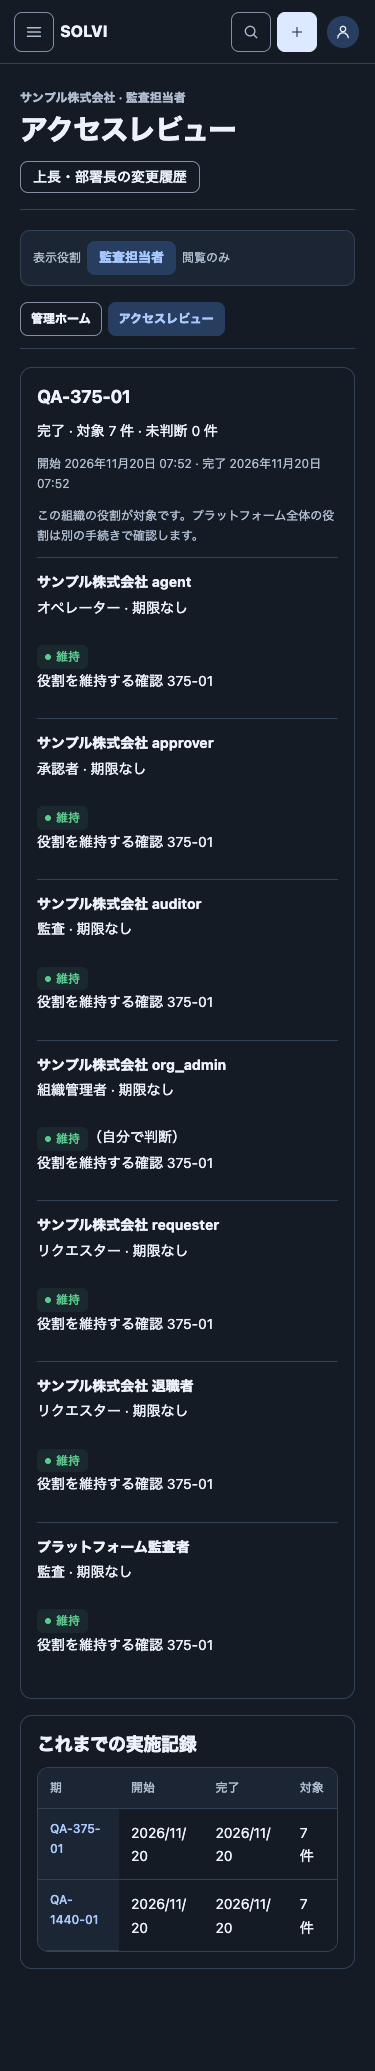 SOLVI
サンプル株式会社 · 監査担当者
アクセスレビュー
上長・部署長の変更履歴
表示役割 監査担当者 閲覧のみ
管理ホーム アクセスレビュー
QA-375-01
完了 · 対象 7 件 · 未判断 0 件
開始 2026年11月20日 07:52 · 完了 2026年11月20日
07:52
この組織の役割が対象です。プラットフォーム全体の役
割は別の手続きで確認します。
サンプル株式会社 agent
オペレーター · 期限なし
維持
役割を維持する確認 375-01
サンプル株式会社 approver
承認者 · 期限なし
維持
役割を維持する確認 375-01
サンプル株式会社 auditor
監査 · 期限なし
維持
役割を維持する確認 375-01
サンプル株式会社 org_admin
組織管理者 · 期限なし
維持 （自分で判断）
役割を維持する確認 375-01
サンプル株式会社 requester
リクエスター · 期限なし
維持
役割を維持する確認 375-01
サンプル株式会社 退職者
リクエスター · 期限なし
維持
役割を維持する確認 375-01
プラットフォーム監査者
監査 · 期限なし
維持
役割を維持する確認 375-01
これまでの実施記録
期 開始 完了 対象
QA-375-
01
2026/11/
20
2026/11/
20
7
件
QA-
1440-01
2026/11/
20
2026/11/
20
7
件